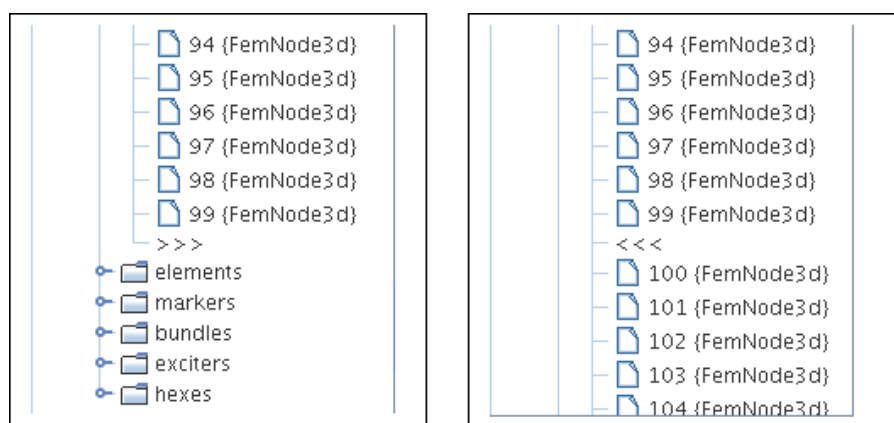 94 {FemNode3d}
95 {FemNode3d}
96 {FemNode3d}
97 {FemNode3d}
98 {FemNode3d}
99 {FemNode3d}
>>>
elements
markers
bundles
exciters
hexes
94 {FemNode3d}
95 {FemNode3d}
96 {FemNode3d}
97 {FemNode3d}
98 {FemNode3d}
99 {FemNode3d}
<<<
100 {FemNode3d}
101 {FemNode3d}
102 {FemNode3d}
103 {FemNode3d}
104 {FemNode3d}